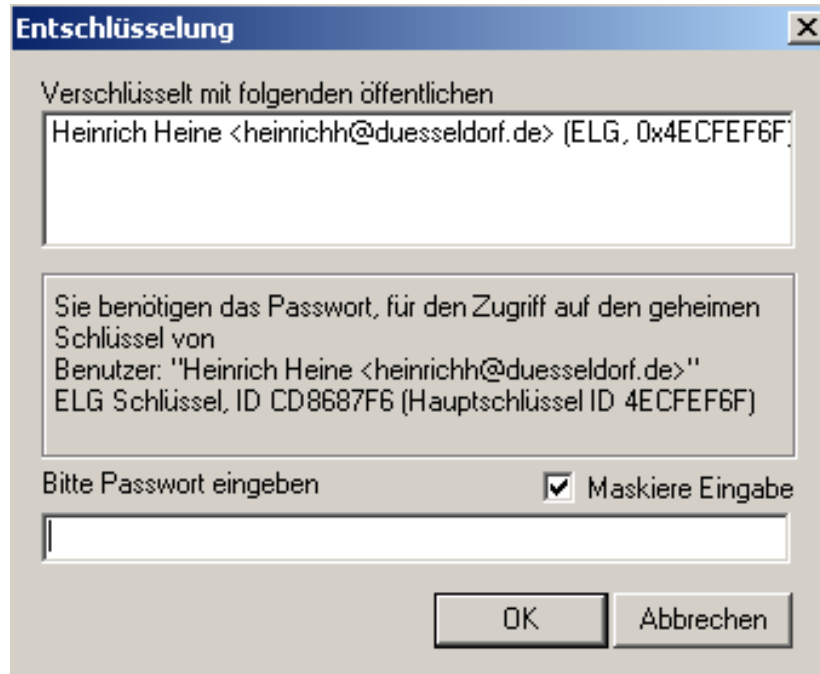 Entschlüsselung
Verschlüsselt mit folgenden öffentlichen
Heinrich Heine <heinrichh@duesseldorf.de> (ELG, 0x4ECFEF6F)
Sie benötigen das Passwort, für den Zugriff auf den geheimen
Schlüssel von
Benutzer: "Heinrich Heine <heinrichh@duesseldorf.de>"
ELG Schlüssel, ID CD8687F6 (Hauptschlüssel ID 4ECFEF6F)
Bitte Passwort eingeben
Maskiere Eingabe
OK
Abbrechen